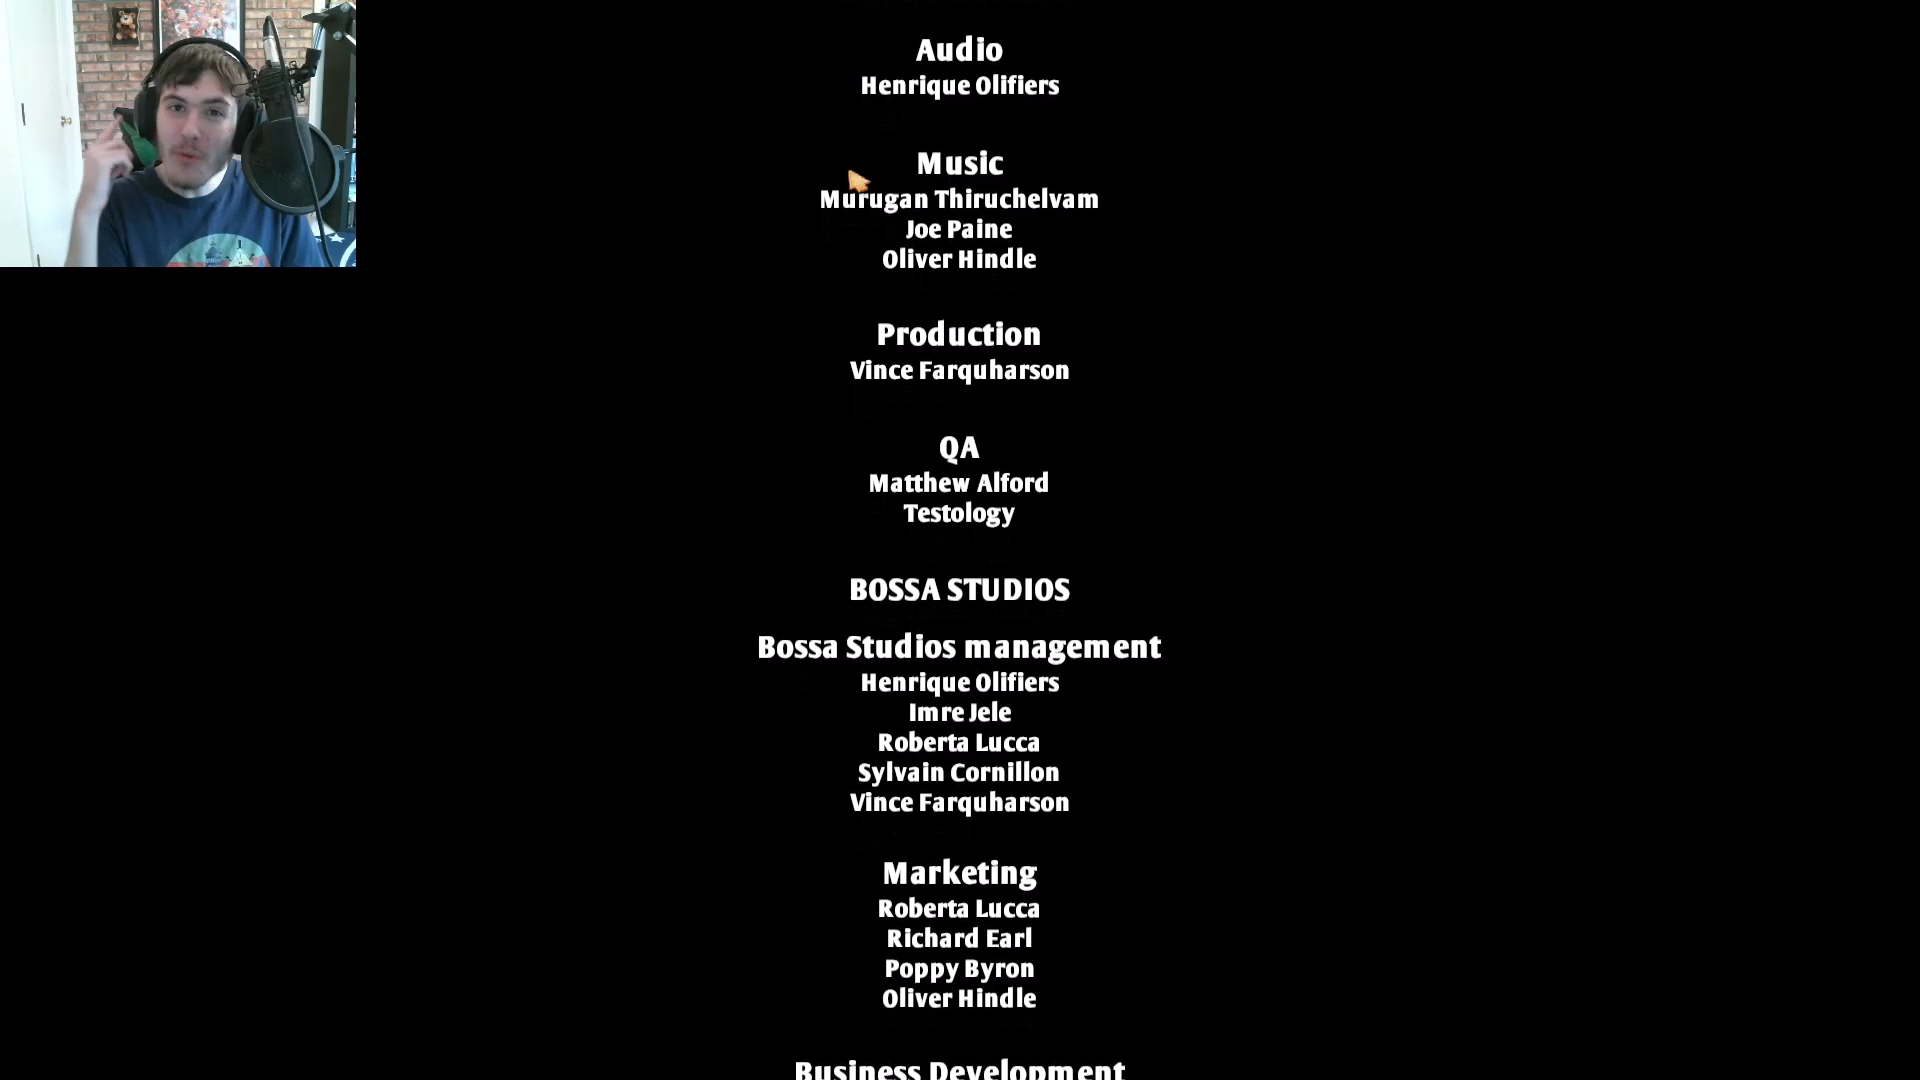 Audio
Henrique Olifiers
Music
Murugan Thiruchelvam
Joe Paine
Oliver Hindle
Production
Vince Farquharson
QA
Matthew Alford
Testology
BOSSA STUDIOS
Bossa Studios management
Henrique Olifiers
Imre Jele
Roberta Lucca
Sylvain Cornillon
Vince Farquharson
Marketing
Roberta Lucca
Richard Earl
Poppy Byron
Oliver Hindle
Business Development